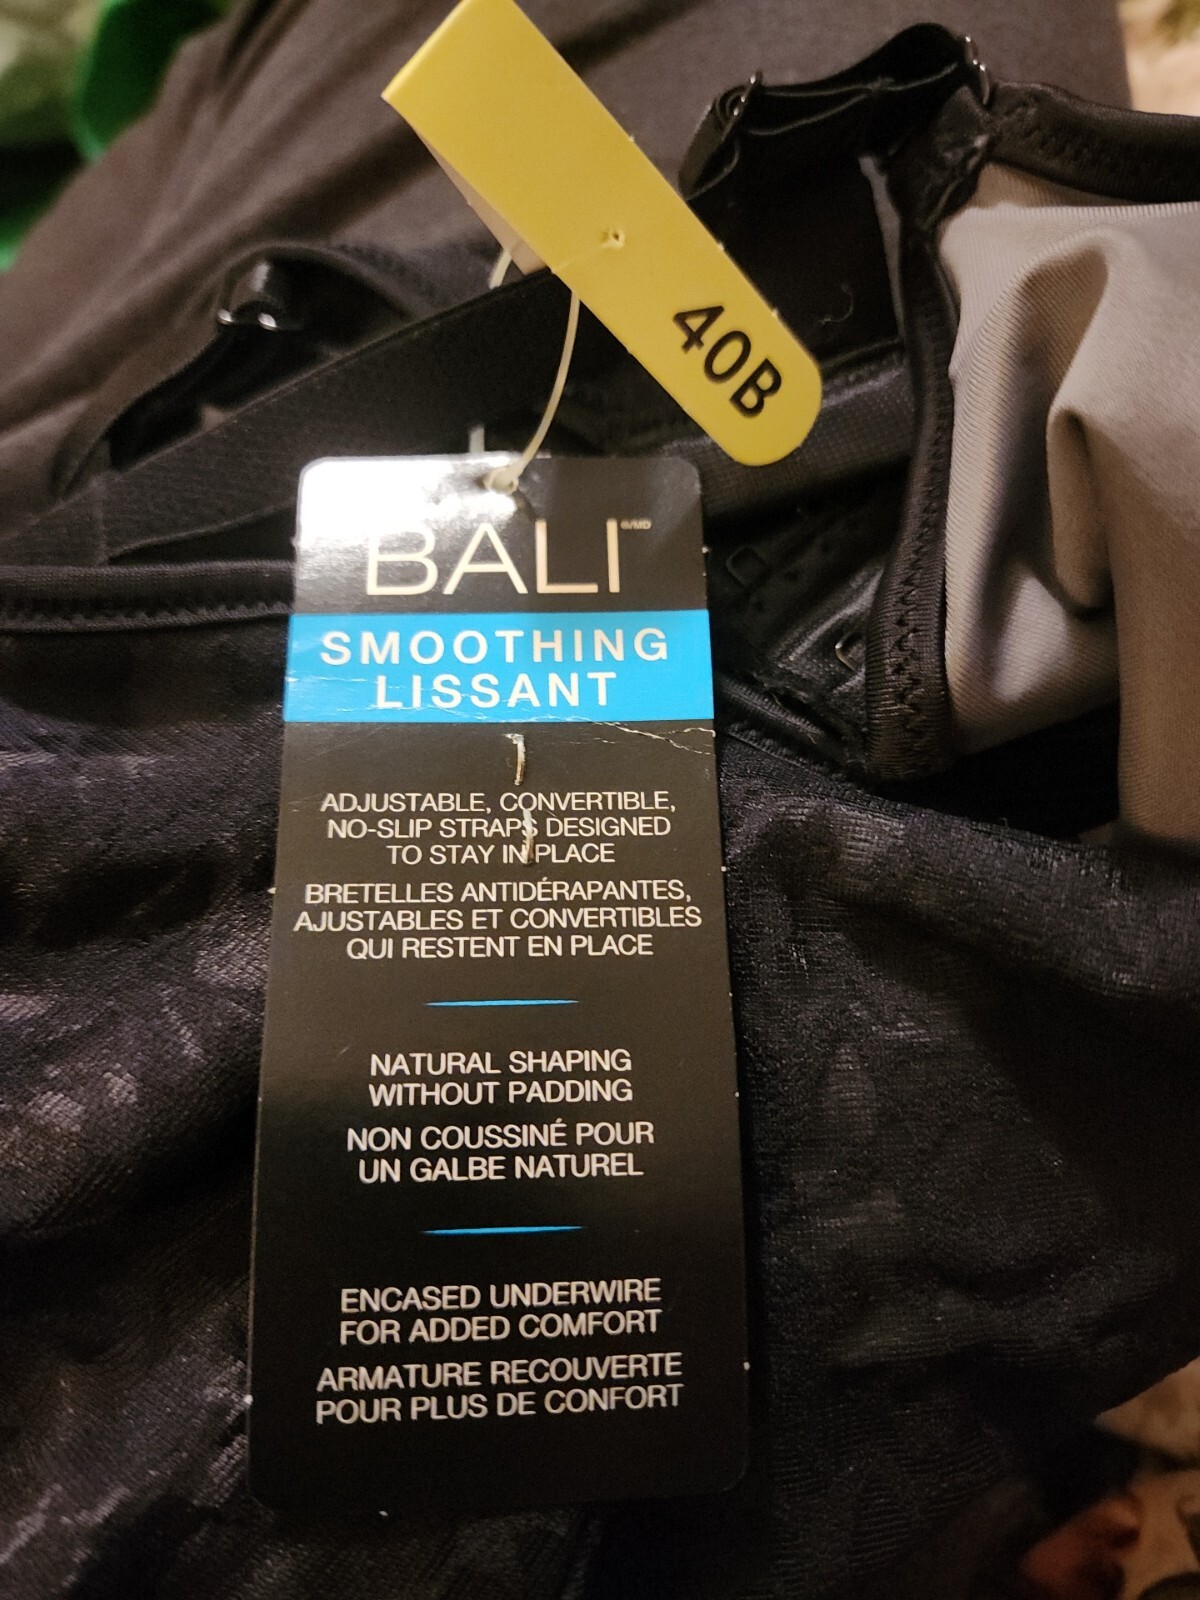 40B
BALI ®/MD
SMOOTHING
LISSANT
ADJUSTABLE, CONVERTIBLE,
NO-SLIP STRAPS DESIGNED
TO STAY IN PLACE
BRETELLES ANTIDÉRAPANTES,
AJUSTABLES ET CONVERTIBLES
QUI RESTENT EN PLACE
NATURAL SHAPING
WITHOUT PADDING
NON COUSSINÉ POUR
UN GALBE NATUREL
ENCASED UNDERWIRE
FOR ADDED COMFORT
ARMATURE RECOUVERTE
POUR PLUS DE CONFORT